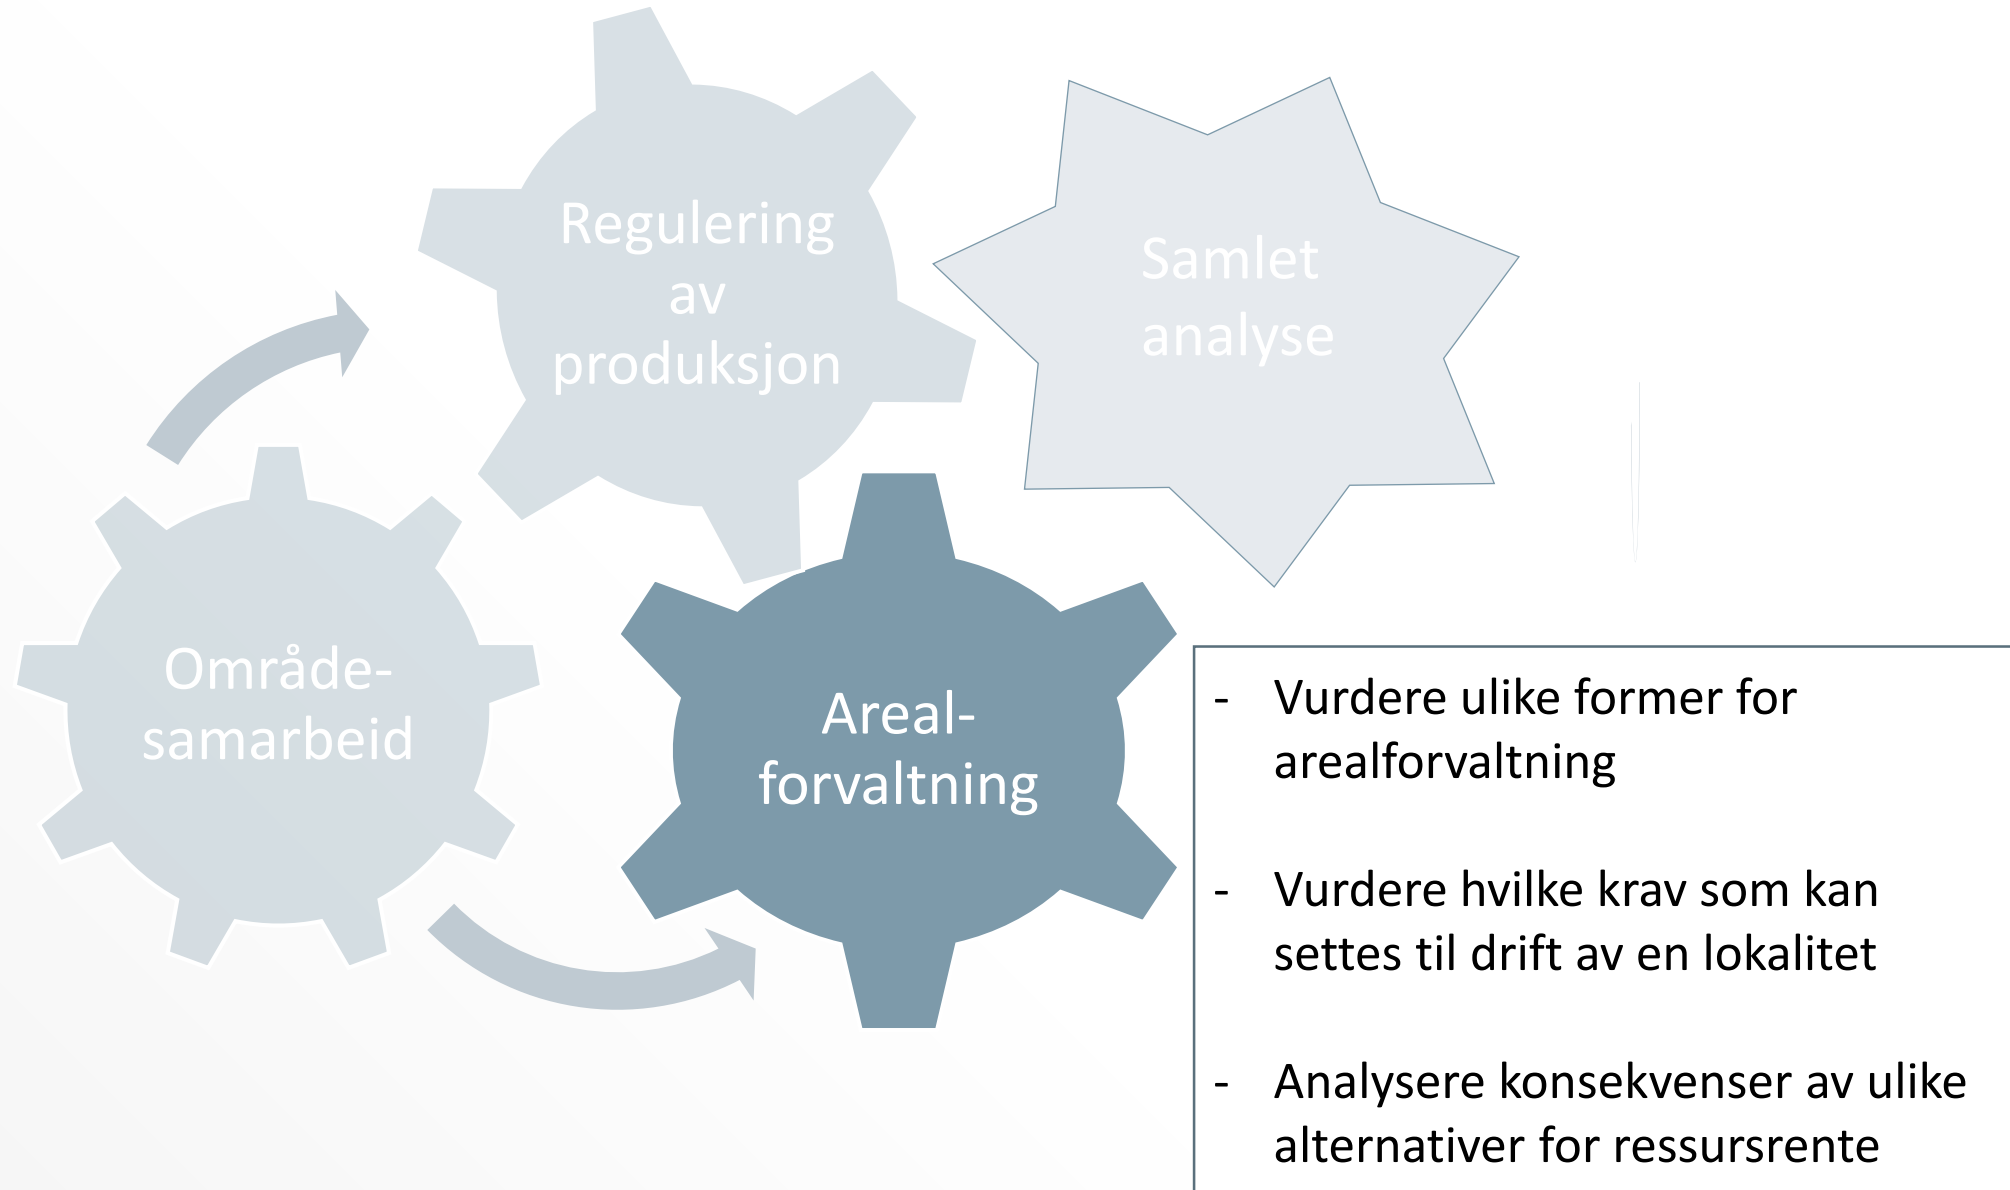 Regulering
av
produksjon
Samlet
analyse
Område-
samarbeid
Areal-
forvaltning
- Vurdere ulike former for
arealforvaltning
- Vurdere hvilke krav som kan
settes til drift av en lokalitet
- Analysere konsekvenser av ulike
alternativer for ressursrente